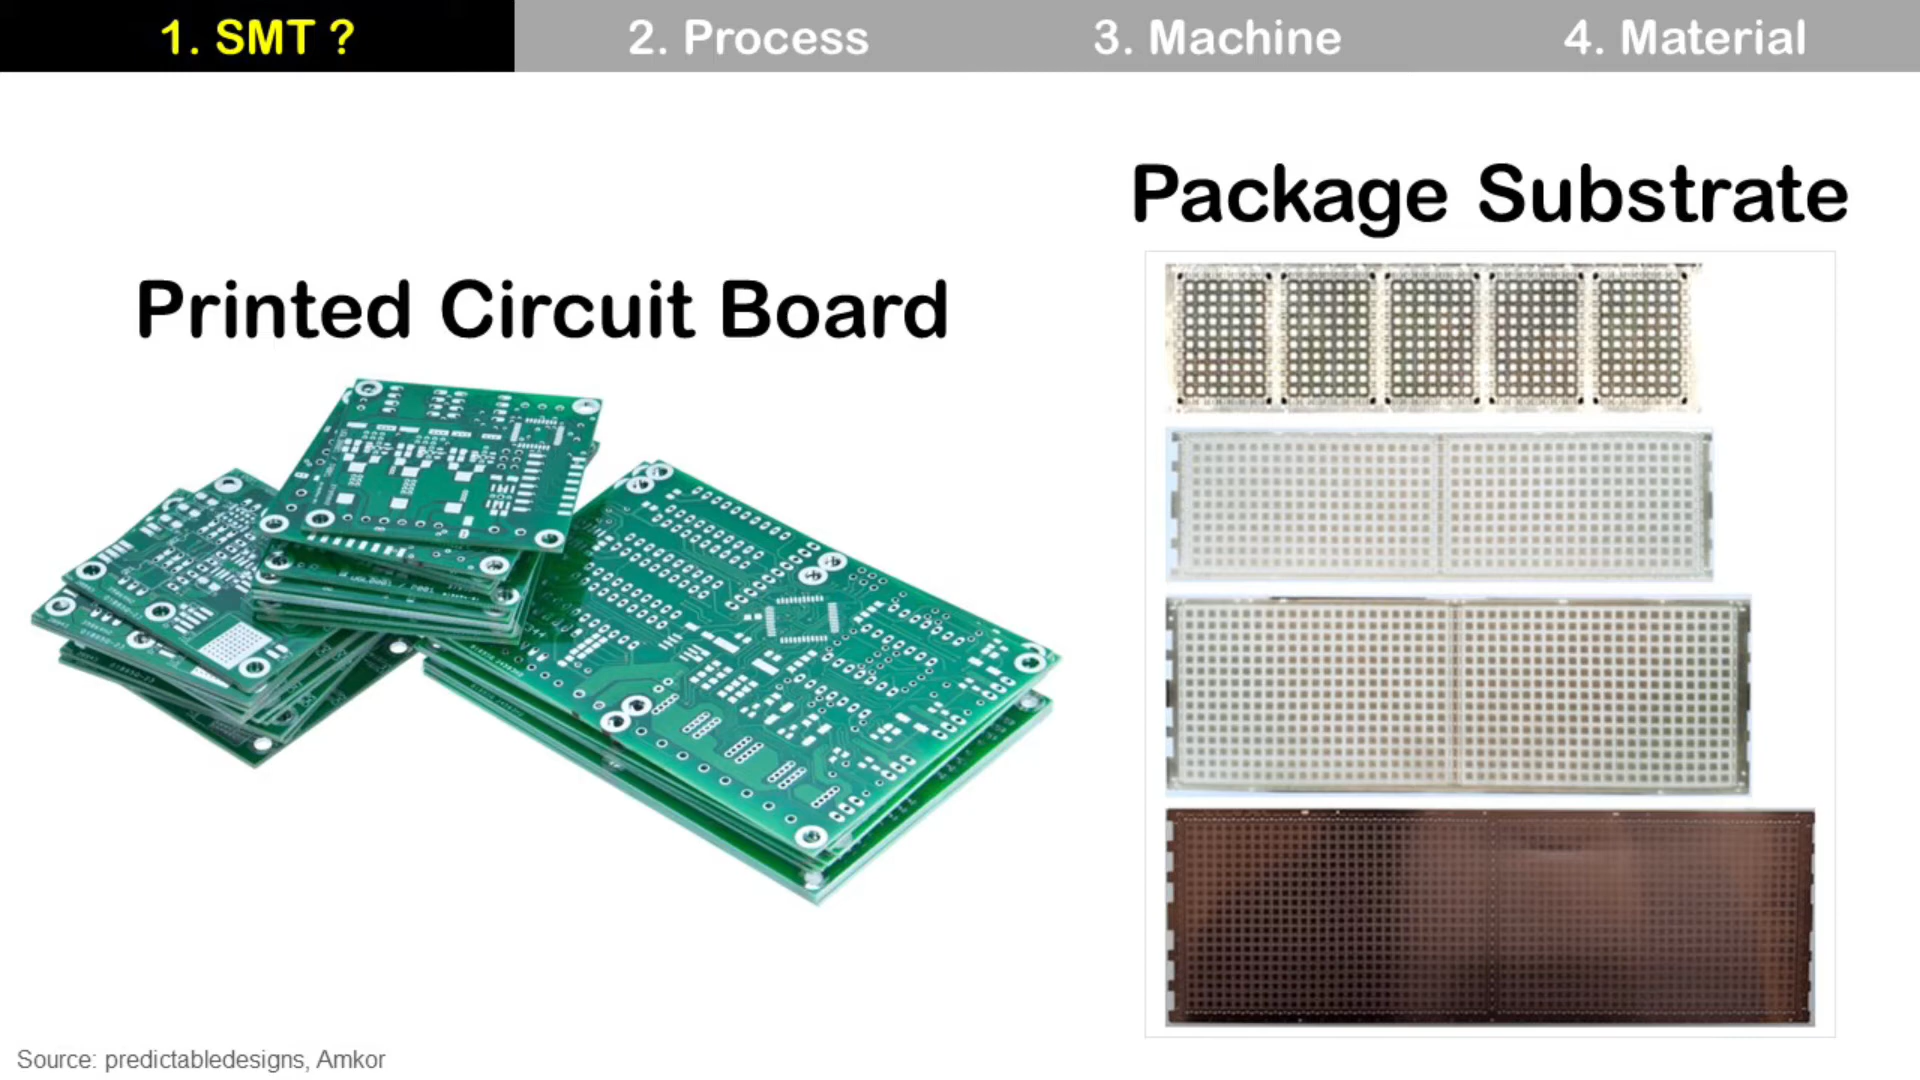 1. SMT ?
2. Process
3. Machine
4. Material
Package Substrate
Printed Circuit Board
Source: predictabledesigns, Amkor